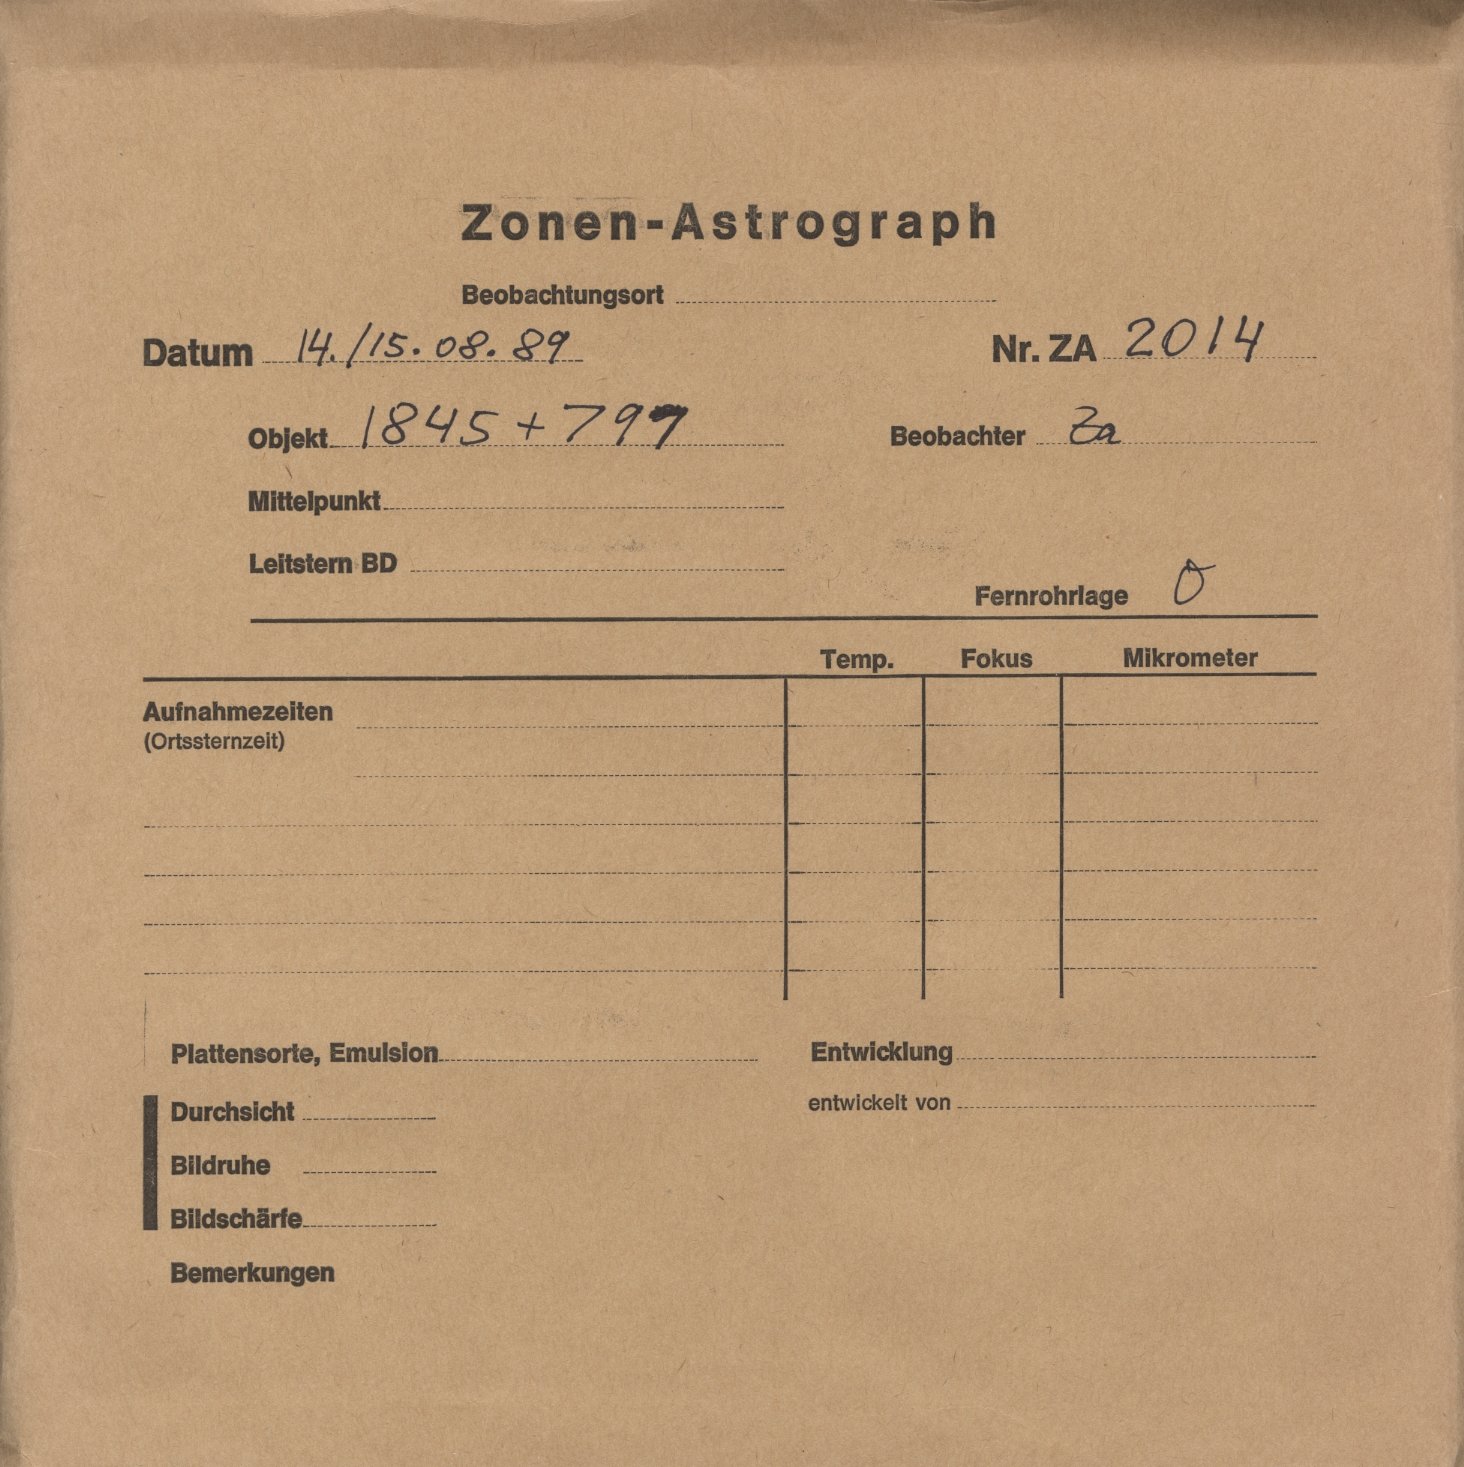 Zonen-Astrograph
Beobachtungsort
Datum 14./15.08.89 Nr. ZA 2014
Objekt 1845+797 Beobachter Za
Mittelpunkt
Leitstern BD
Fernrohrlage O
Temp. Fokus Mikrometer
Aufnahmezeiten
(Ortssternzeit)
Plattensorte, Emulsion Entwicklung
Durchsicht entwickelt von
Bildruhe
Bildschärfe
Bemerkungen